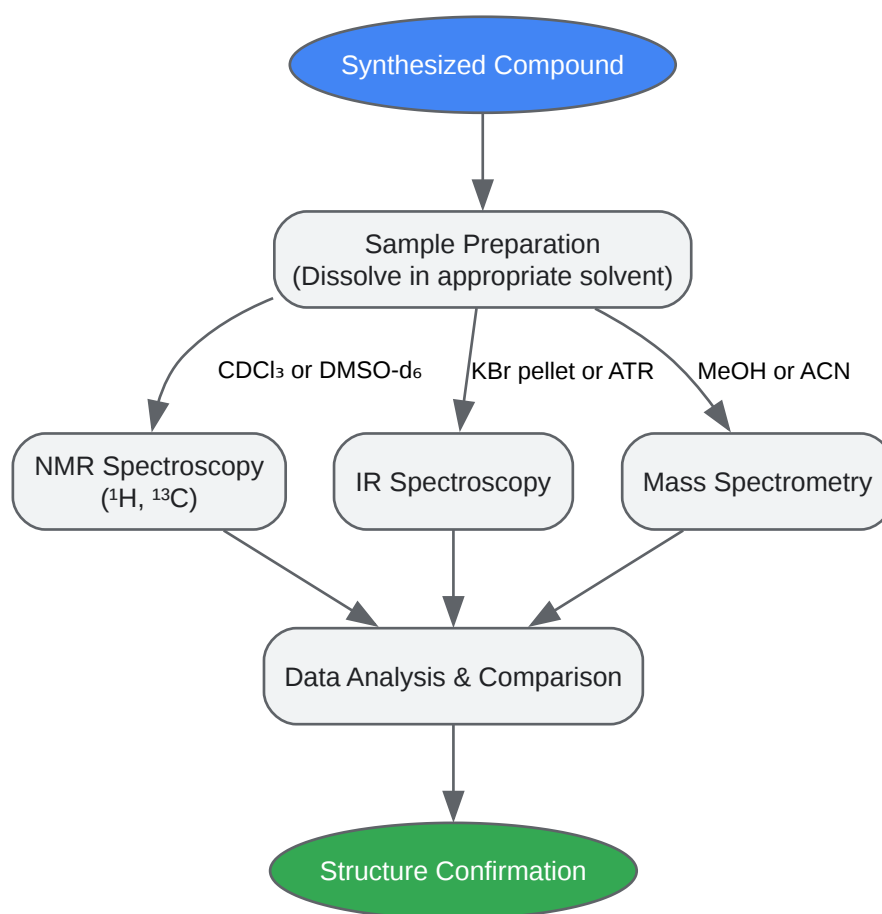 Synthesized Compound
Sample Preparation
(Dissolve in appropriate solvent)
CDCl₃ or DMSO-d₆
KBr pellet or ATR
MeOH or ACN
NMR Spectroscopy
(¹H, ¹³C)
IR Spectroscopy
Mass Spectrometry
Data Analysis & Comparison
Structure Confirmation